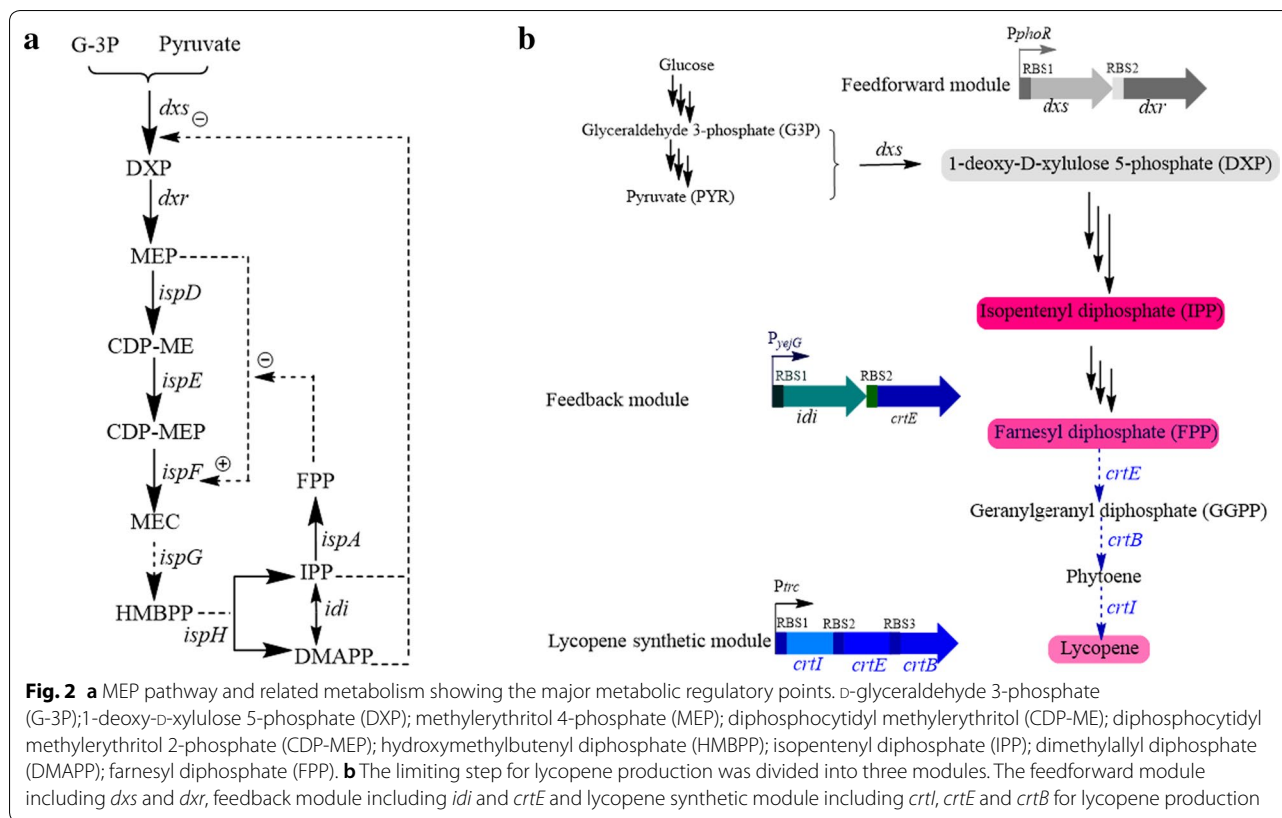 a
G-3P Pyruvate
dxs ⊖
DXP
dxr
MEP
ispD
CDP-ME
ispE
⊖
CDP-MEP
ispF ⊕
FPP
MEC
ispG
ispA
IPP
HMBPP
ispH
idi
DMAPP
b
PphoR
Glucose
RBS1 RBS2
Feedforward module
dxs dxr
Glyceraldehyde 3-phosphate (G3P)
dxs
1-deoxy-D-xylulose 5-phosphate (DXP)
Pyruvate (PYR)
Isopentenyl diphosphate (IPP)
PyejG
RBS1 RBS2
Feedback module
idi crtE
Farnesyl diphosphate (FPP)
crtE
Geranylgeranyl diphosphate (GGPP)
crtB
Phytoene
Ptrc
crtI
RBS1 RBS2 RBS3
Lycopene synthetic module
Lycopene
crtI crtE crtB
Fig. 2 a MEP pathway and related metabolism showing the major metabolic regulatory points. D-glyceraldehyde 3-phosphate
(G-3P);1-deoxy-D-xylulose 5-phosphate (DXP); methylerythritol 4-phosphate (MEP); diphosphocytidyl methylerythritol (CDP-ME); diphosphocytidyl
methylerythritol 2-phosphate (CDP-MEP); hydroxymethylbutenyl diphosphate (HMBPP); isopentenyl diphosphate (IPP); dimethylallyl diphosphate
(DMAPP); farnesyl diphosphate (FPP). b The limiting step for lycopene production was divided into three modules. The feedforward module
including dxs and dxr, feedback module including idi and crtE and lycopene synthetic module including crtI, crtE and crtB for lycopene production